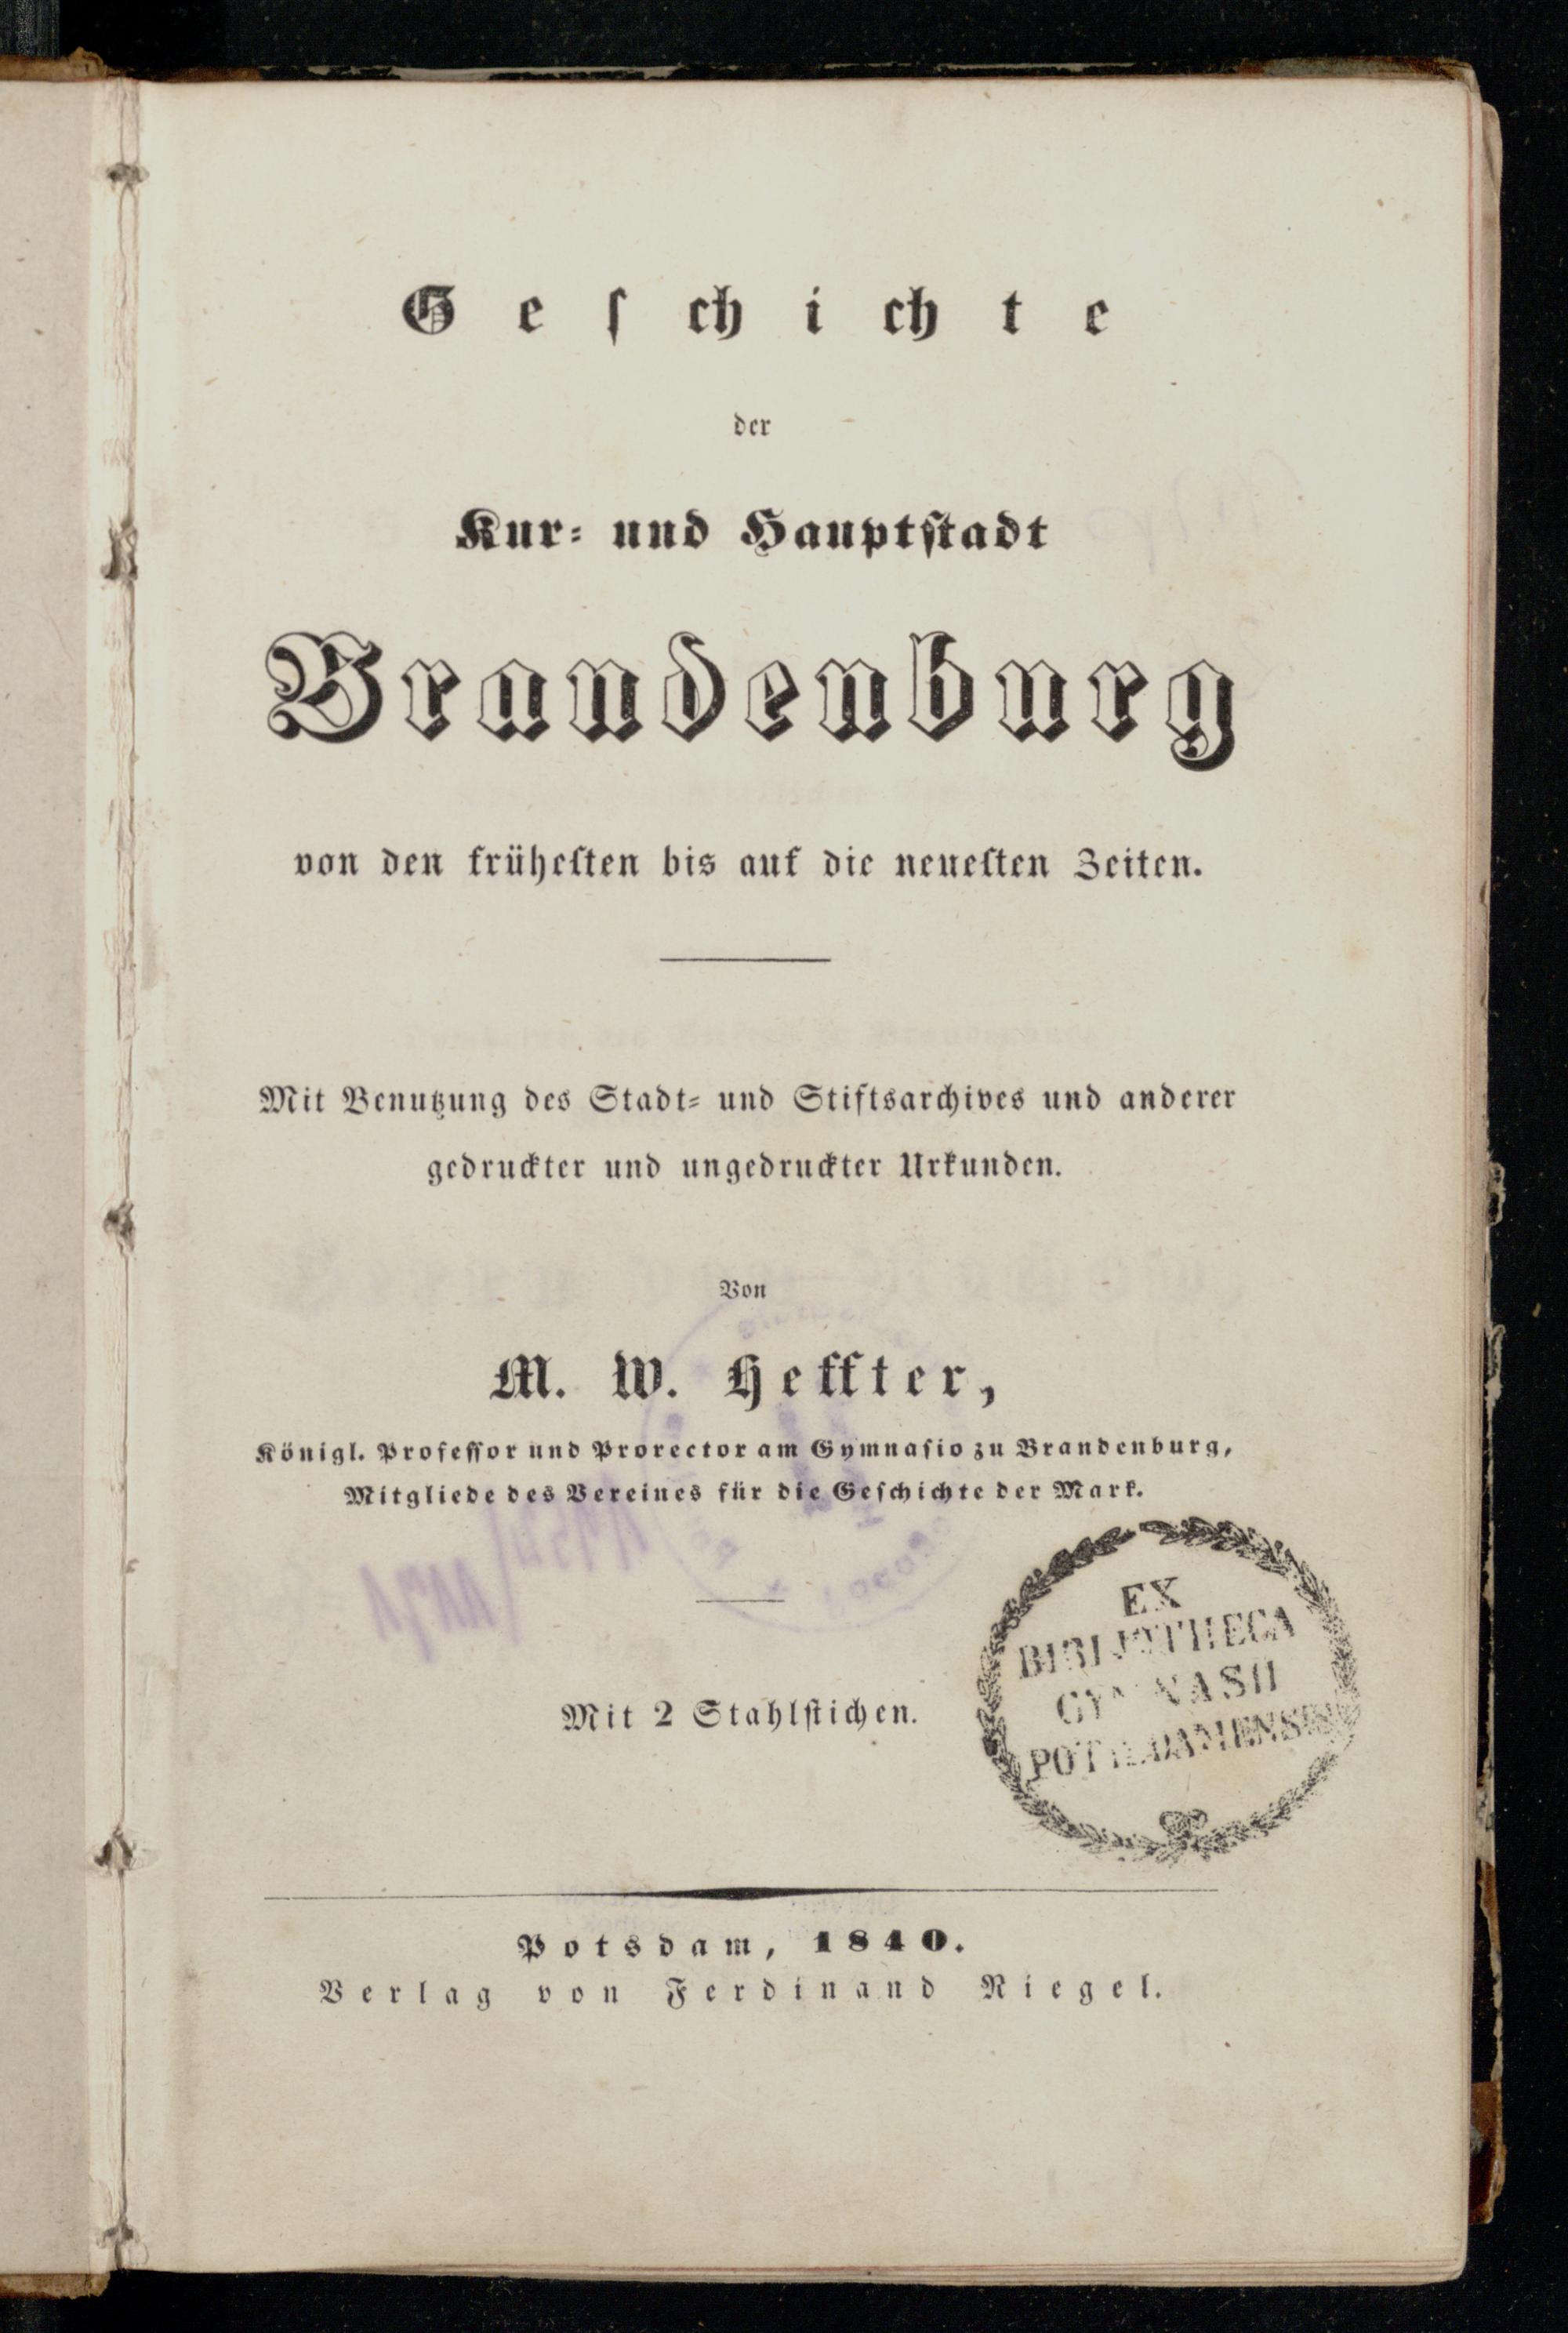 Geſchichte
der
Kur- und Hauptſtadt
Brandenburg
von den früheſten bis auf die neueſten Zeiten.
Mit Benutzung des Stadt- und Stiftsarchives und anderer
gedruckter und ungedruckter Urkunden.
Von
M. W. Heffter,
Königl. Profeſſor und Prorector am Gymnaſio zu Brandenburg,
Mitgliede des Vereines für die Geſchichte der Mark.
Mit 2 Stahlſtichen.
EX
BIBLIOTHECA
GYMNASII
Potsdam, 1840.
Verlag von Ferdinand Riegel.